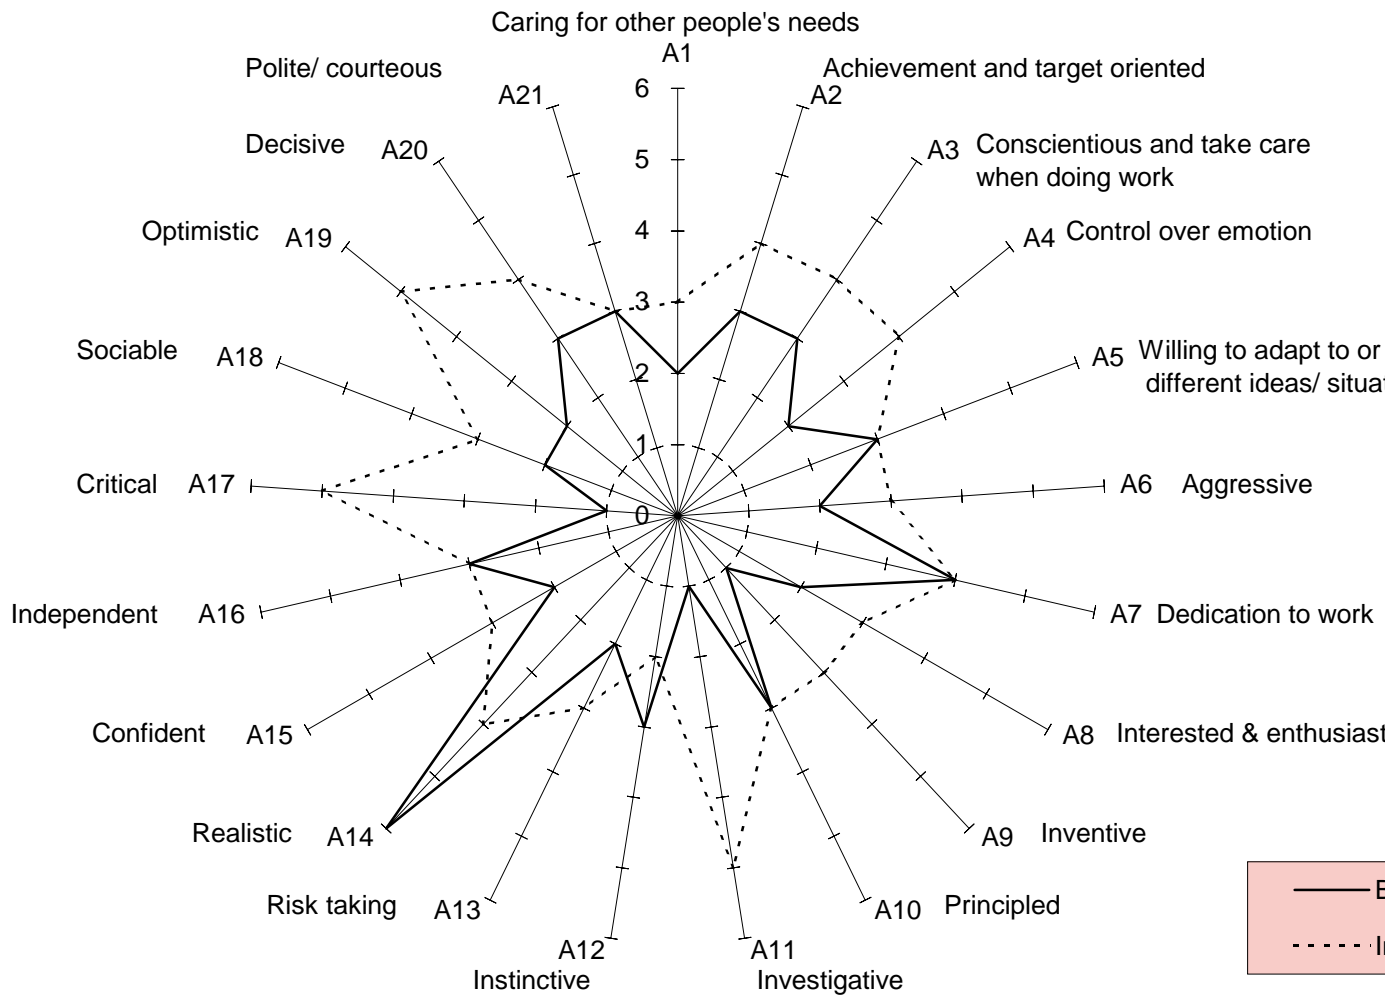 Caring for other people's needs
A1
Polite/ courteous
A21
Achievement and target oriented
A2
Decisive
A20
A3
Conscientious and take care
when doing work
Optimistic
A19
A4
Control over emotion
Sociable
A18
A5
Willing to adapt to or
different ideas/
Critical
A17
A6
Aggressive
Independent
A16
A7
Dedication to work
Confident
A15
A8
Interested &
Realistic
A14
A9
Inventive
Risk taking
A13
A10
Principled
A12
Instinctive
A11
Investigative
6
5
4
3
2
1
0